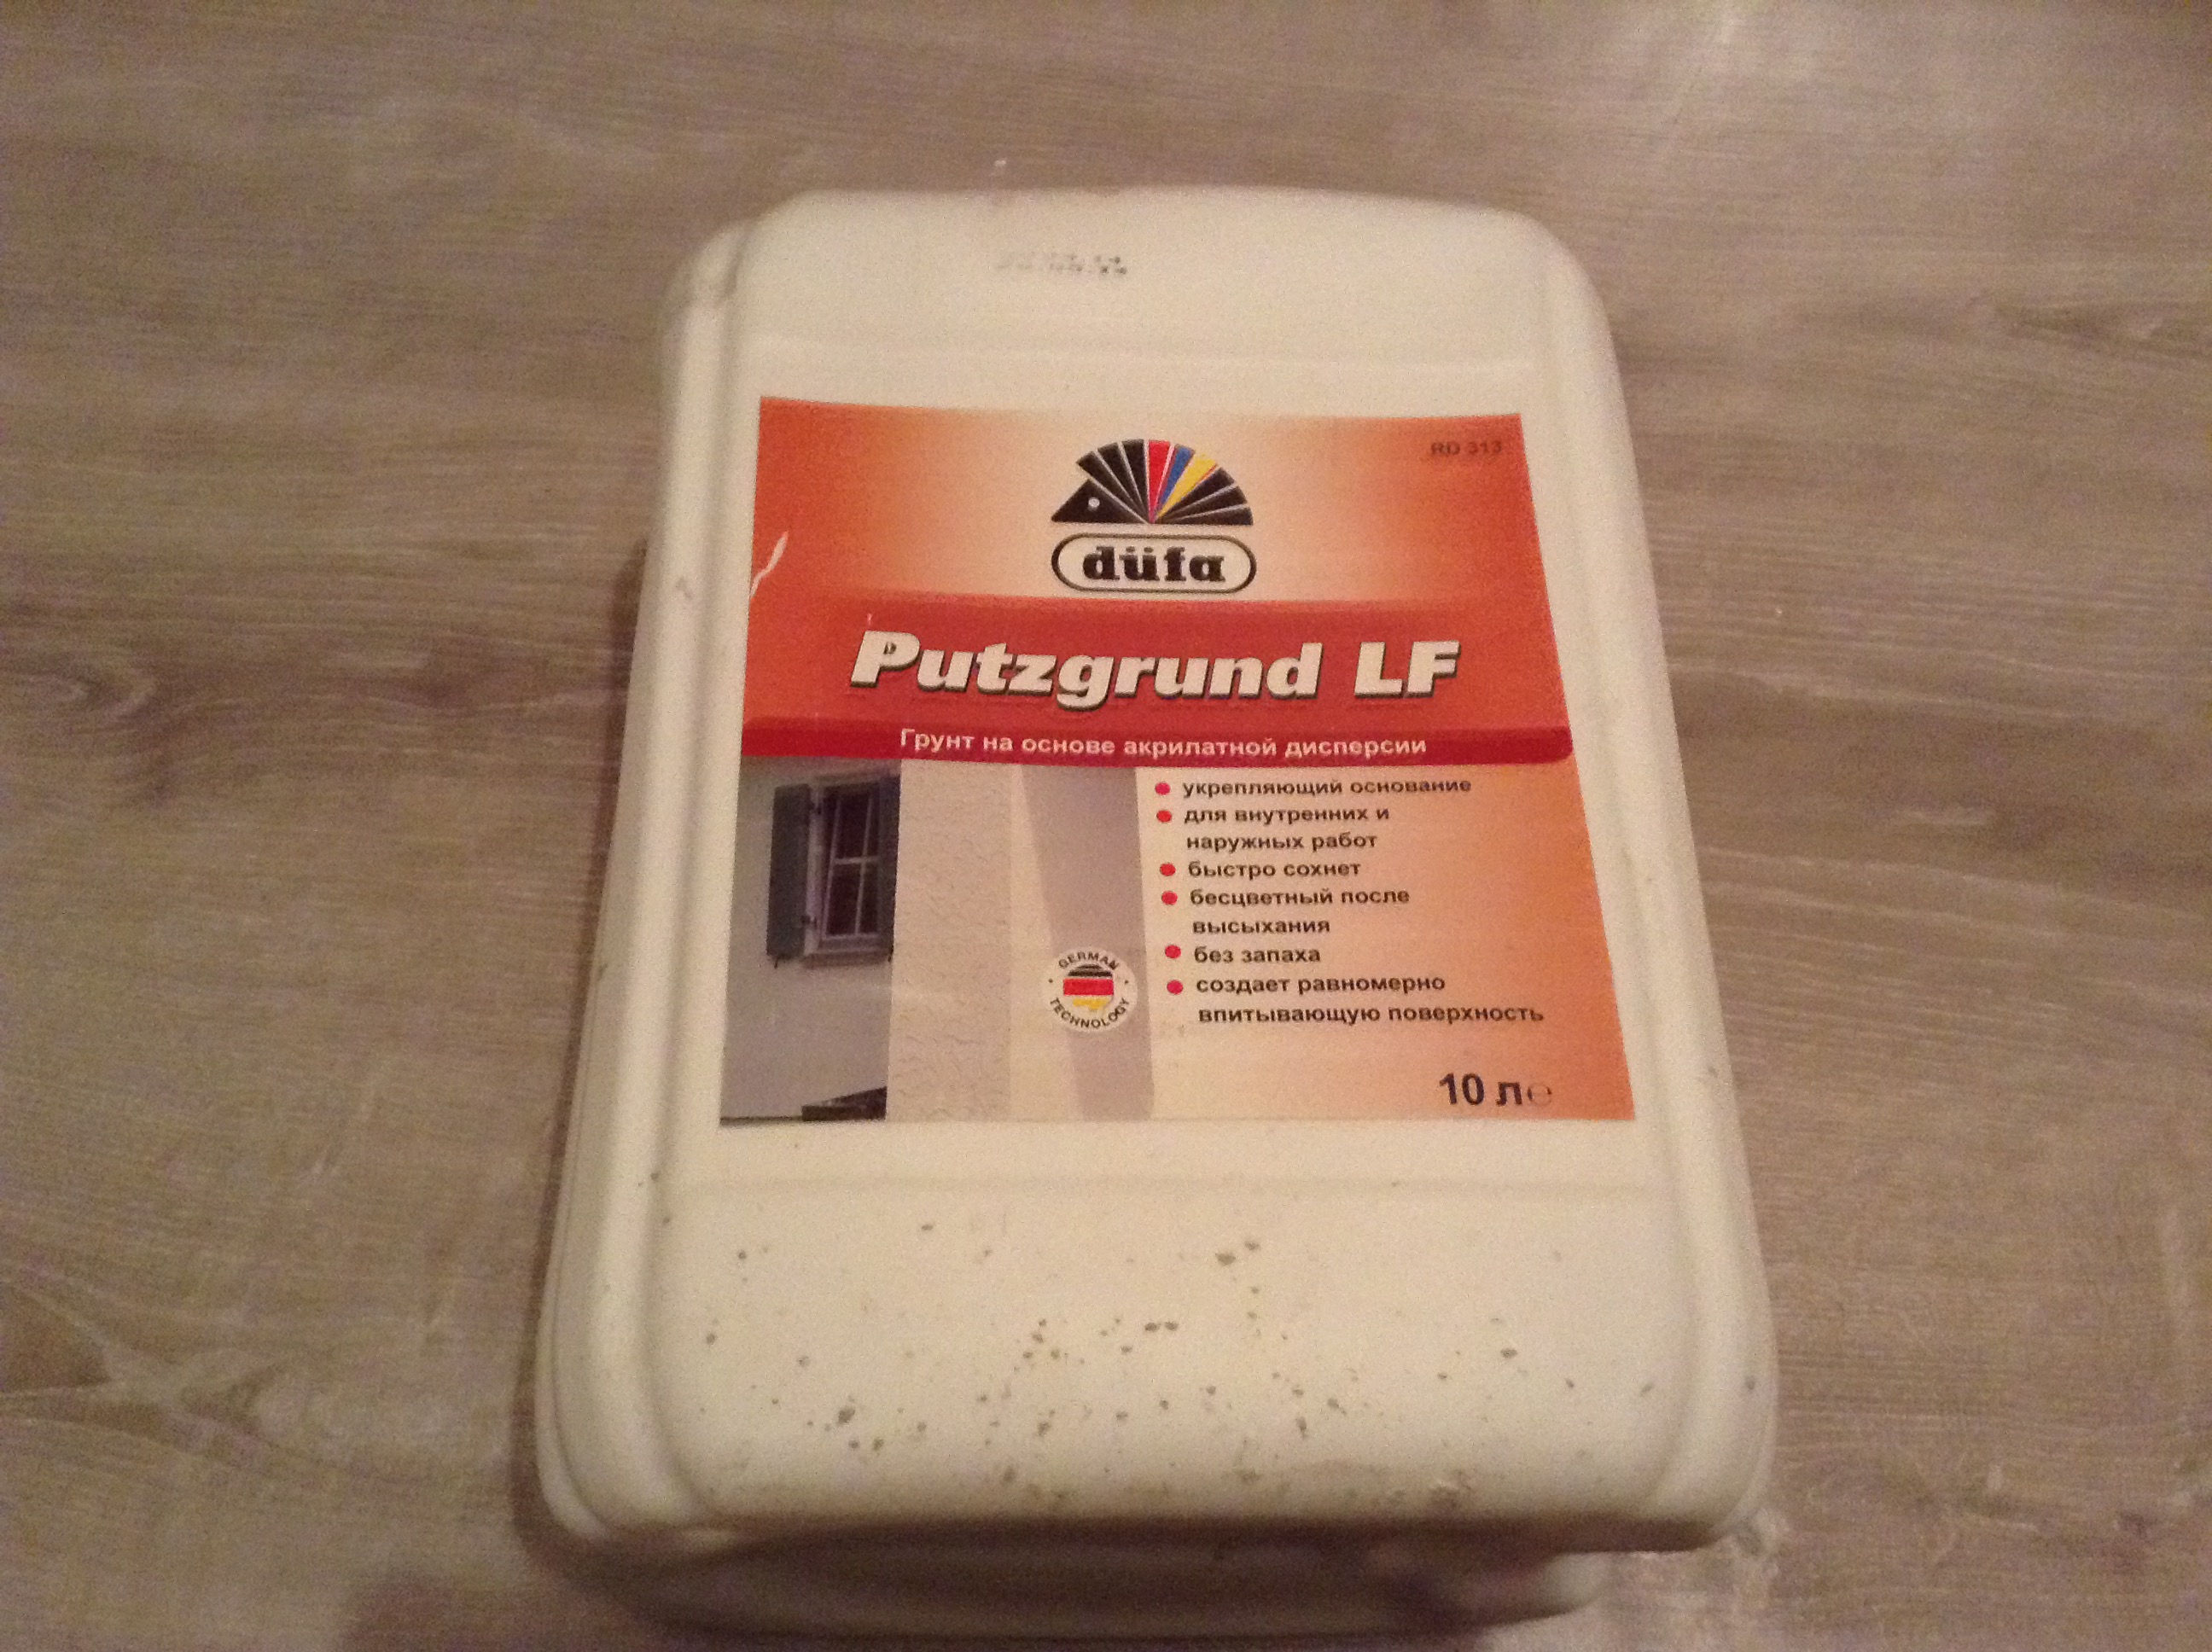 RD 313
düfa
Putzgrund LF
Грунт на основе акрилатной дисперсии
укрепляющий основание
для внутренних и
наружных работ
быстро сохнет
бесцветный после
высыхания
без запаха
создает равномерно
впитывающую поверхность
GERMAN
TECHNOLOGY
10 л℮